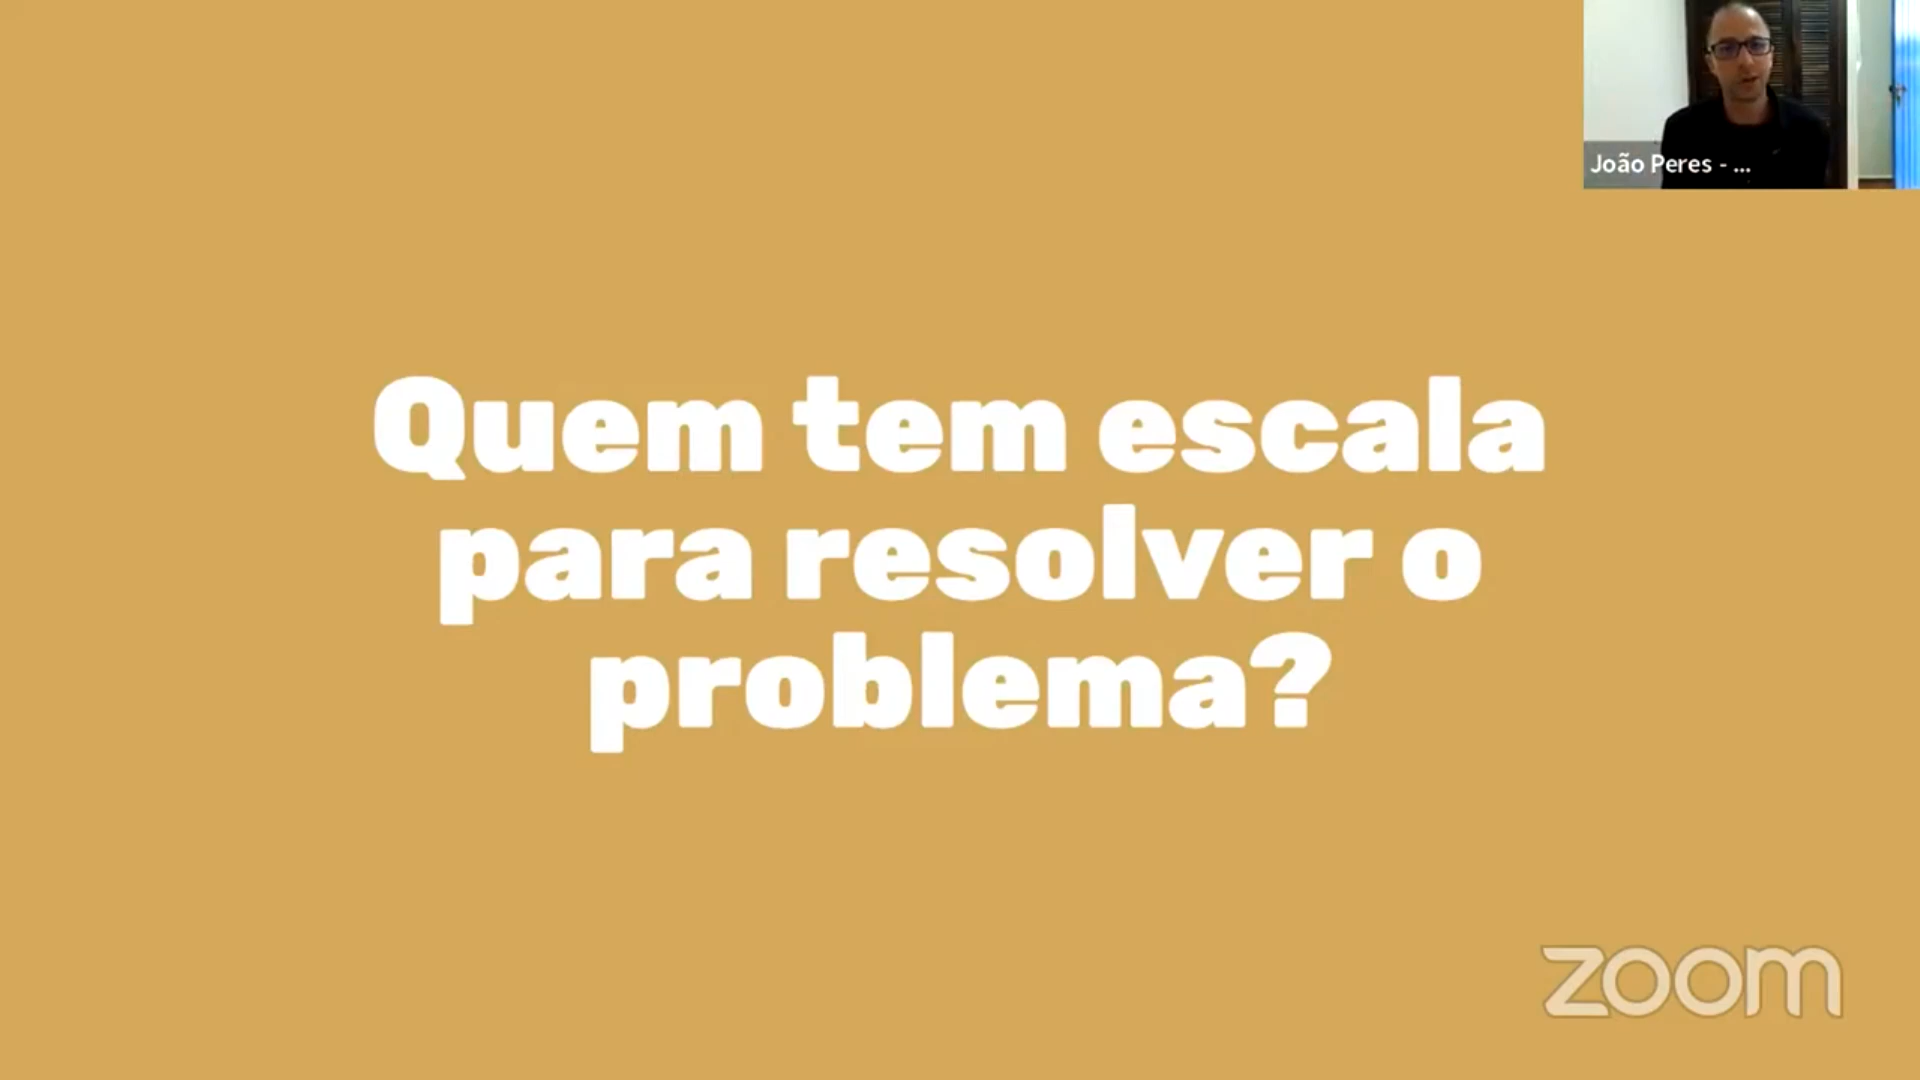 João Peres - ...
Quem tem escala
para resolver o
problema?
zoom